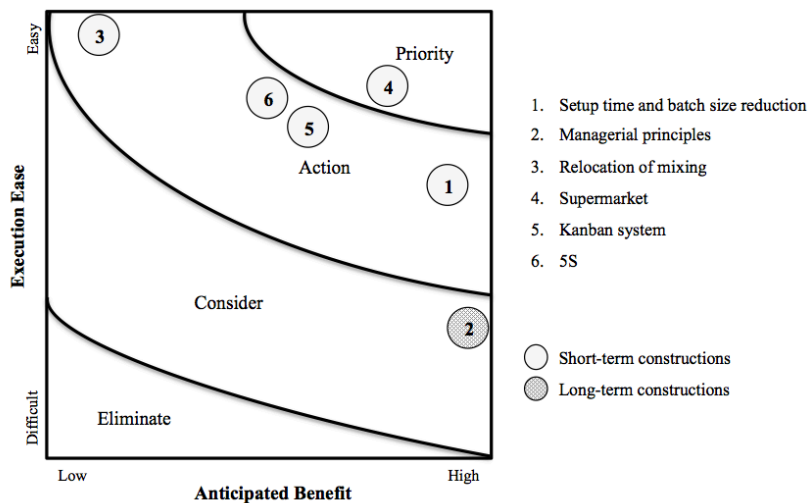 Easy
3
Priority
4
6
5
Action
1
Execution Ease
Consider
2
Difficult
Eliminate
Low
High
Anticipated Benefit
1. Setup time and batch size reduction
2. Managerial principles
3. Relocation of mixing
4. Supermarket
5. Kanban system
6. 5S
Short-term constructions
Long-term constructions